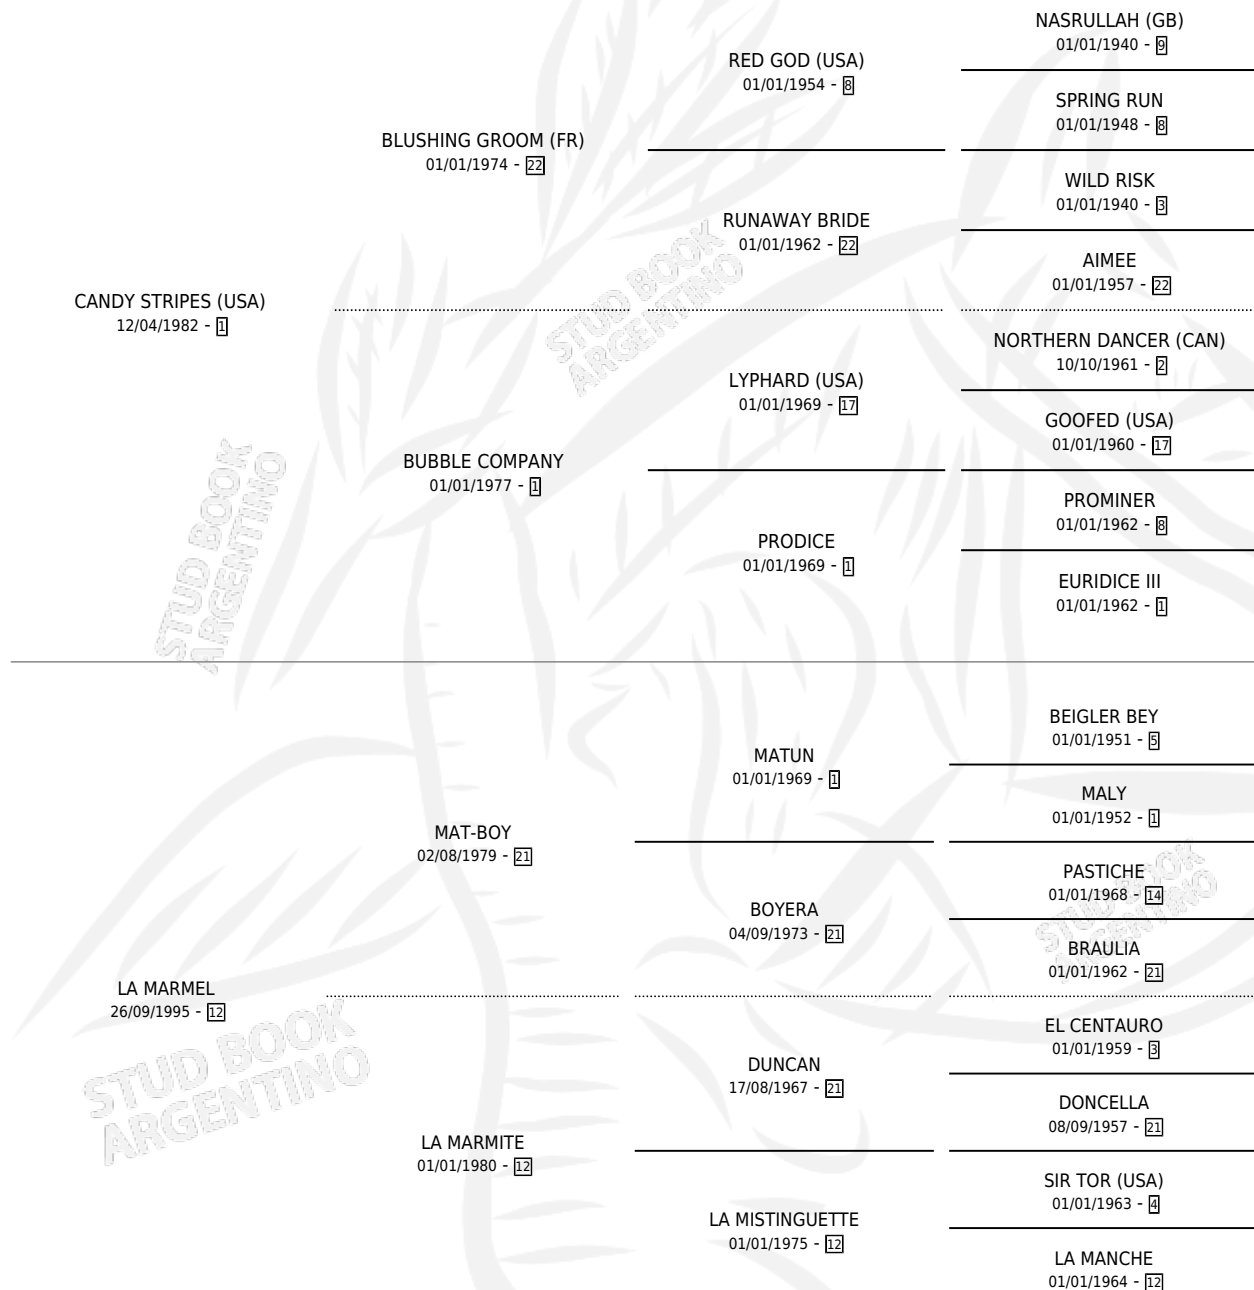 NASRULLAH (GB)
01/01/1940 - 9
RED GOD (USA)
01/01/1954 - 8
SPRING RUN
01/01/1948 - 8
BLUSHING GROOM (FR)
01/01/1974 - 22
WILD RISK
01/01/1940 - 3
RUNAWAY BRIDE
01/01/1962 - 22
AIMEE
01/01/1957 - 22
CANDY STRIPES (USA)
12/04/1982 - 1
NORTHERN DANCER (CAN)
10/10/1961 - 2
LYPHARD (USA)
01/01/1969 - 17
GOOFED (USA)
01/01/1960 - 17
BUBBLE COMPANY
01/01/1977 - 1
PROMINER
01/01/1962 - 8
PRODICE
01/01/1969 - 1
EURIDICE III
01/01/1962 - 1
BEIGLER BEY
01/01/1951 - 5
MATUN
01/01/1969 - 1
MALY
01/01/1952 - 1
MAT-BOY
02/08/1979 - 21
PASTICHE
01/01/1968 - 14
BOYERA
04/09/1973 - 21
BRAULIA
01/01/1962 - 21
LA MARMEL
26/09/1995 - 12
EL CENTAURO
01/01/1959 - 3
DUNCAN
17/08/1967 - 21
DONCELLA
08/09/1957 - 21
LA MARMITE
01/01/1980 - 12
SIR TOR (USA)
01/01/1963 - 4
LA MISTINGUETTE
01/01/1975 - 12
LA MANCHE
01/01/1964 - 12
STUD BOOK
ARGENTINO
STUD BOOK
ARGENTINO
STUD BOOK
ARGENTINO
STUD BOOK
ARGENTINO